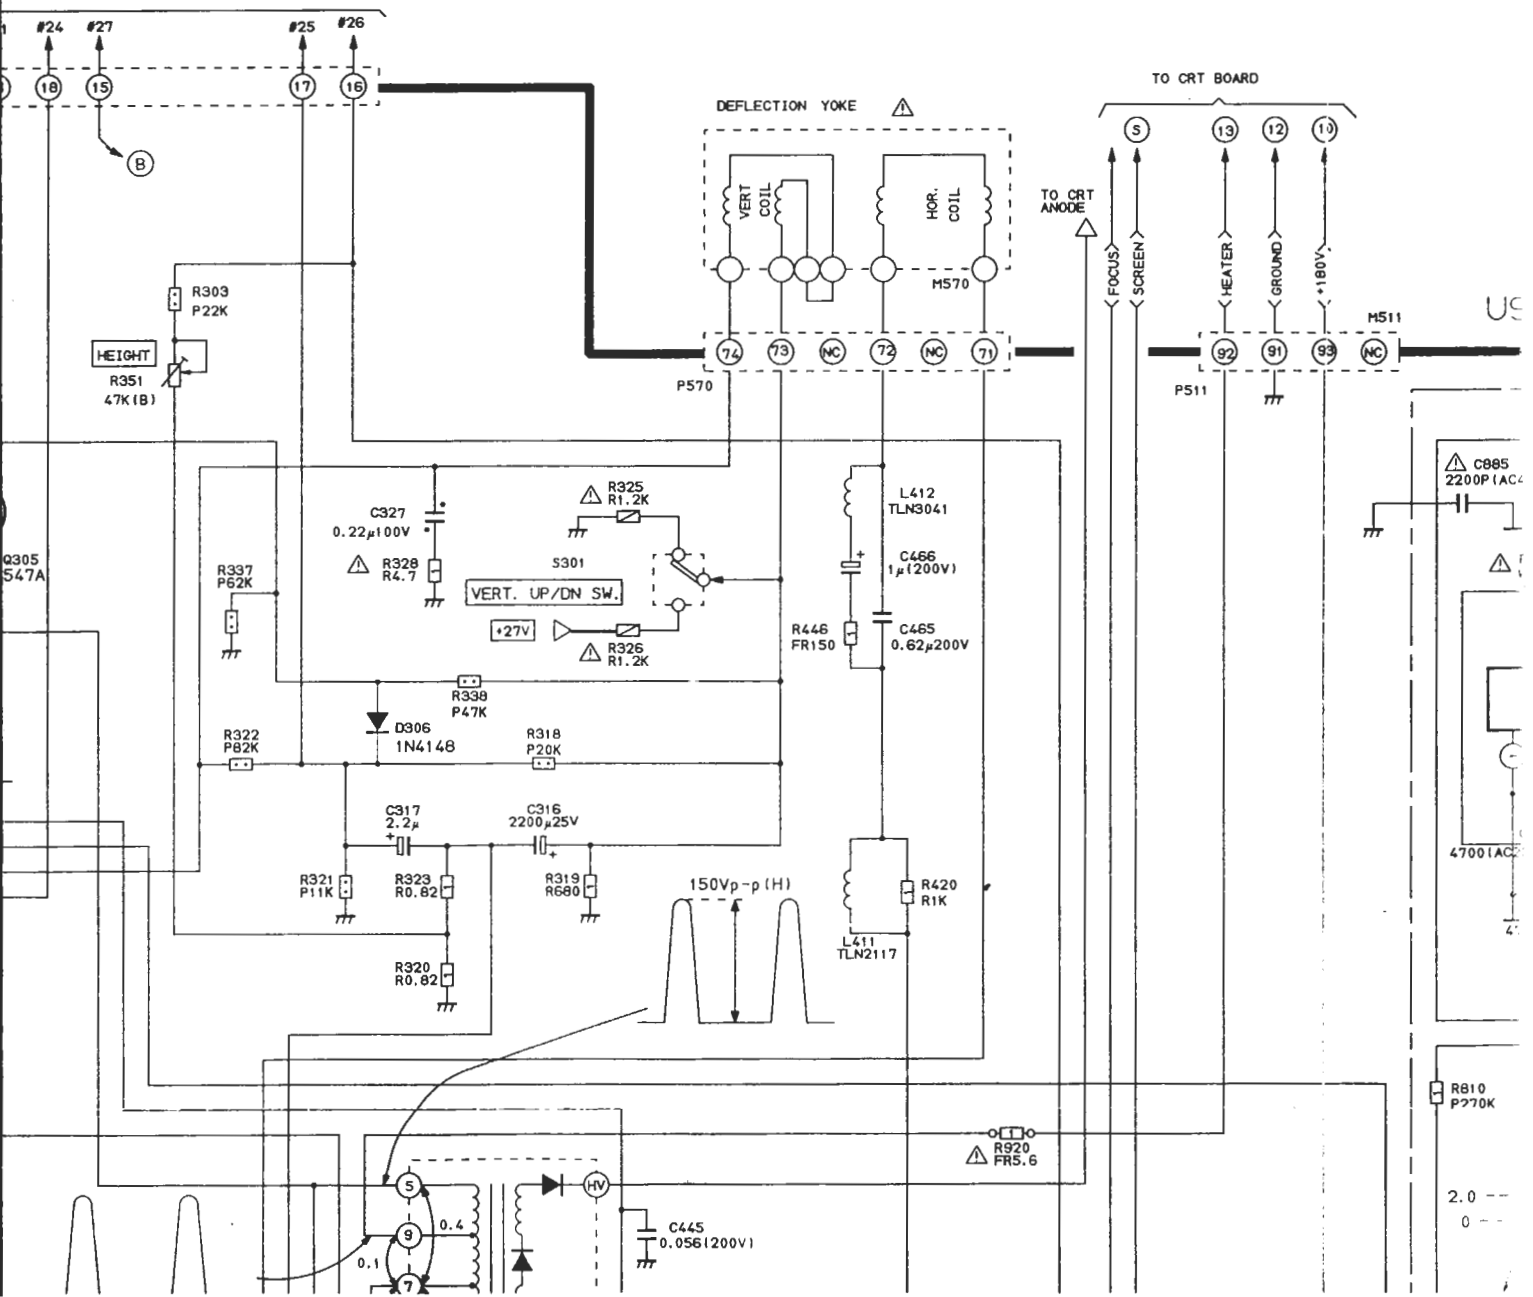 #24
#27
#25
#26
18
15
17
16
B
TO CRT BOARD
DEFLECTION YOKE
S
13
12
10
VERT
COIL
HOR.
COIL
TO CRT
ANODE
FOCUS
SCREEN
HEATER
GROUND
+180V
M570
M511
R303
P22K
HEIGHT
R351
47K(B)
74
73
NC
72
NC
71
92
91
93
NC
P570
P511
C885
2200P(AC4
R325
R1.2K
C327
0.22µ100V
L412
TLN3041
Q305
547A
R337
P62K
R328
R4.7
S301
VERT. UP/DN SW.
+27V
R326
R1.2K
C466
1µ(200V)
R446
FR150
C465
0.62µ200V
R338
P47K
D306
1N4148
R322
P82K
R318
P20K
C317
2.2µ
+
C316
2200µ25V
+
R321
P11K
R323
R0.82
R319
R680
150Vp-p(H)
R420
R1K
4700(AC2
L411
TLN2117
R320
R0.82
R810
P270K
R920
FR5.6
5
HV
9
0.4
0.1
7
C445
0.056(200V)
2.0
0